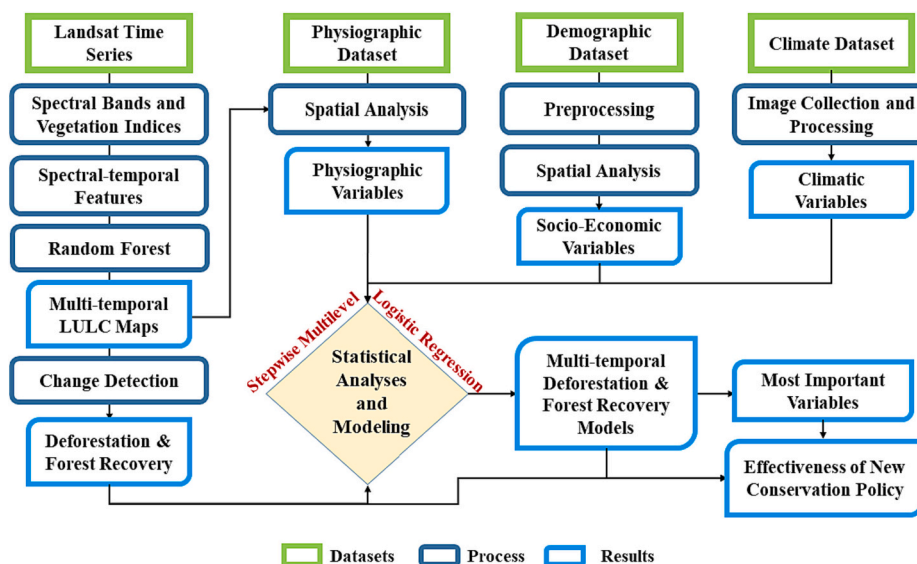 Landsat Time
Series
Spectral Bands and
Vegetation Indices
Spectral-temporal
Features
Random Forest
Multi-temporal
LULC Maps
Change Detection
Deforestation &
Forest Recovery
Physiographic
Dataset
Spatial Analysis
Physiographic
Variables
Demographic
Dataset
Preprocessing
Spatial Analysis
Socio-Economic
Variables
Climate Dataset
Image Collection and
Processing
Climatic
Variables
Stepwise Multilevel
Logistic Regression
Statistical
Analyses
and
Modeling
Multi-temporal
Deforestation &
Forest Recovery
Models
Most Important
Variables
Effectiveness of New
Conservation Policy
Datasets
Process
Results